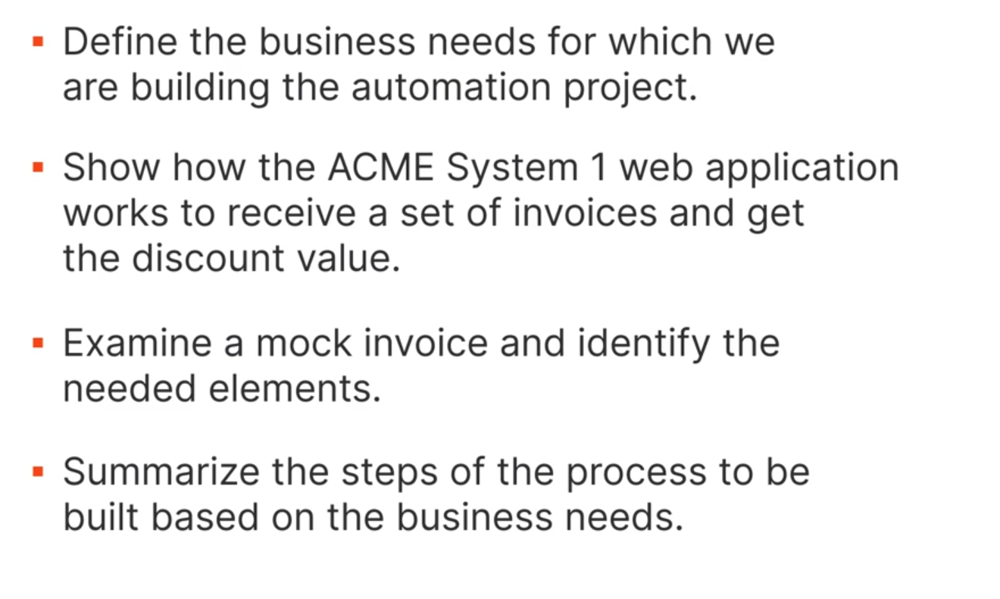 ▪ Define the business needs for which we
are building the automation project.
▪ Show how the ACME System 1 web application
works to receive a set of invoices and get
the discount value.
▪ Examine a mock invoice and identify the
needed elements.
▪ Summarize the steps of the process to be
built based on the business needs.